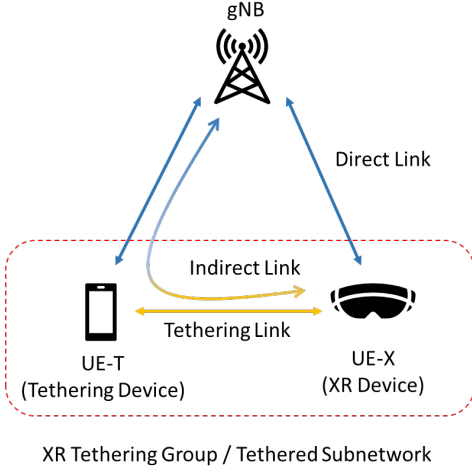 gNB
Direct Link
Indirect Link
Tethering Link
UE-T
(Tethering Device)
UE-X
(XR Device)
XR Tethering Group / Tethered Subnetwork